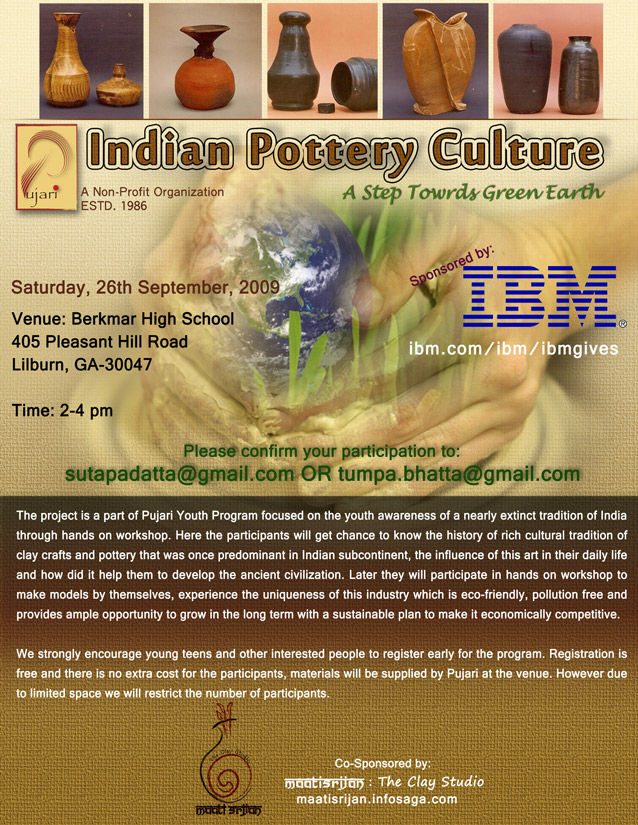 Indian Pottery Culture
ujari
A Non-Profit Organization
ESTD. 1986
A Step Towrds Green Earth
Sponsored by:
IBM®
ibm.com/ibm/ibmgives
Saturday, 26th September, 2009
Venue: Berkmar High School
405 Pleasant Hill Road
Lilburn, GA-30047
Time: 2-4 pm
Please confirm your participation to:
sutapadatta@gmail.com OR tumpa.bhatta@gmail.com
The project is a part of Pujari Youth Program focused on the youth awareness of a nearly extinct tradition of India
through hands on workshop. Here the participants will get chance to know the history of rich cultural tradition of
clay crafts and pottery that was once predominant in Indian subcontinent, the influence of this art in their daily life
and how did it help them to develop the ancient civilization. Later they will participate in hands on workshop to
make models by themselves, experience the uniqueness of this industry which is eco-friendly, pollution free and
provides ample opportunity to grow in the long term with a sustainable plan to make it economically competitive.
We strongly encourage young teens and other interested people to register early for the program. Registration is
free and there is no extra cost for the participants, materials will be supplied by Pujari at the venue. However due
to limited space we will restrict the number of participants.
maati srijan
Co-Sponsored by:
maatisrijan : The Clay Studio
maatisrijan.infosaga.com